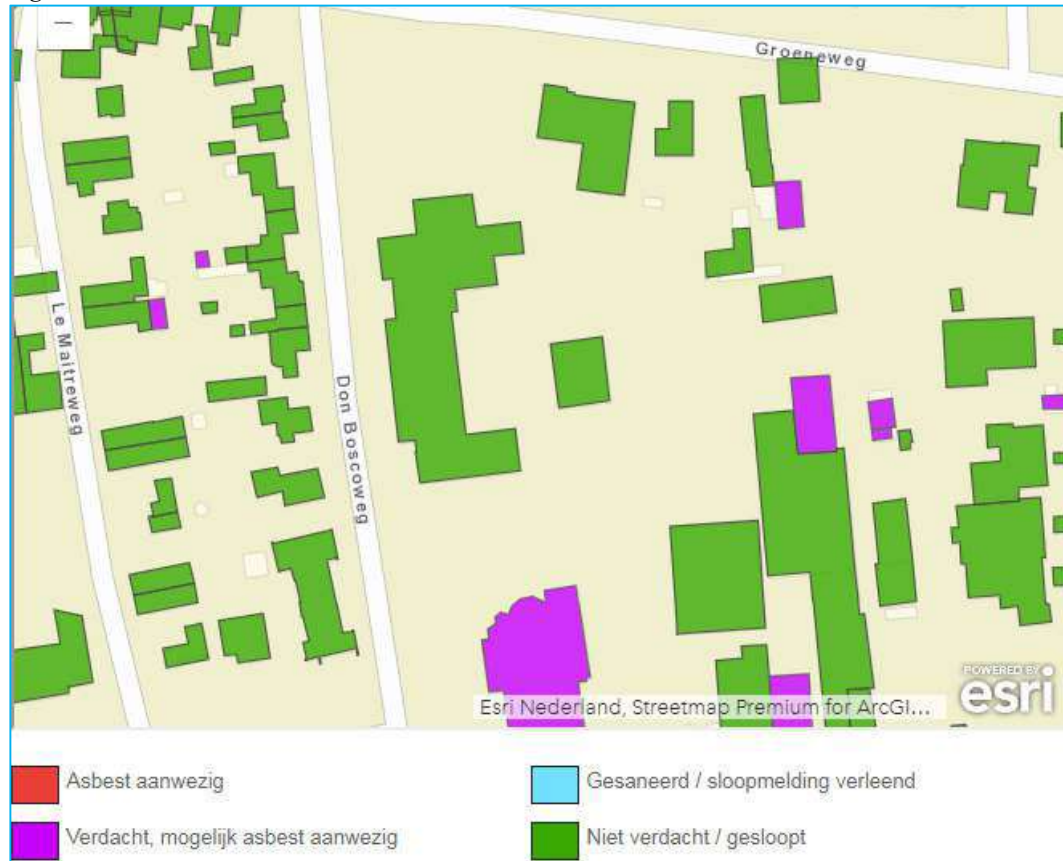 Groeneweg
Le Maitreweg
Don Boscoweg
POWERED BY
esri
Esri Nederland, Streetmap Premium for ArcGI...
Asbest aanwezig
Gesaneerd / sloopmelding verleend
Verdacht, mogelijk asbest aanwezig
Niet verdacht / gesloopt